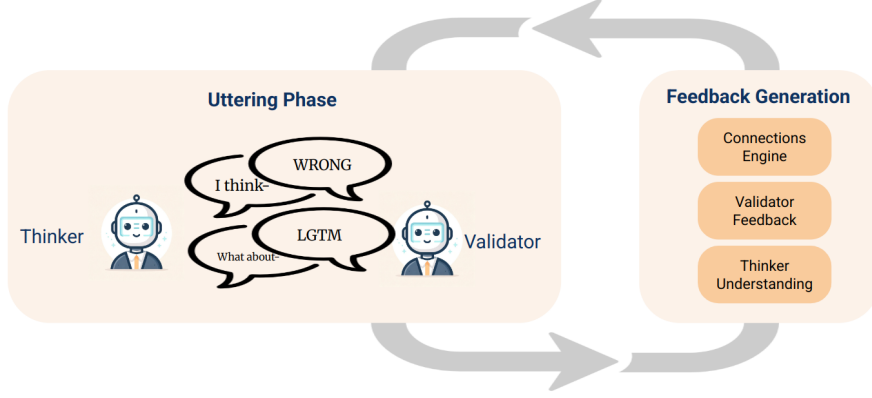 Uttering Phase
WRONG
I think-
LGTM
What about-
Thinker
Validator
Feedback Generation
Connections
Engine
Validator
Feedback
Thinker
Understanding